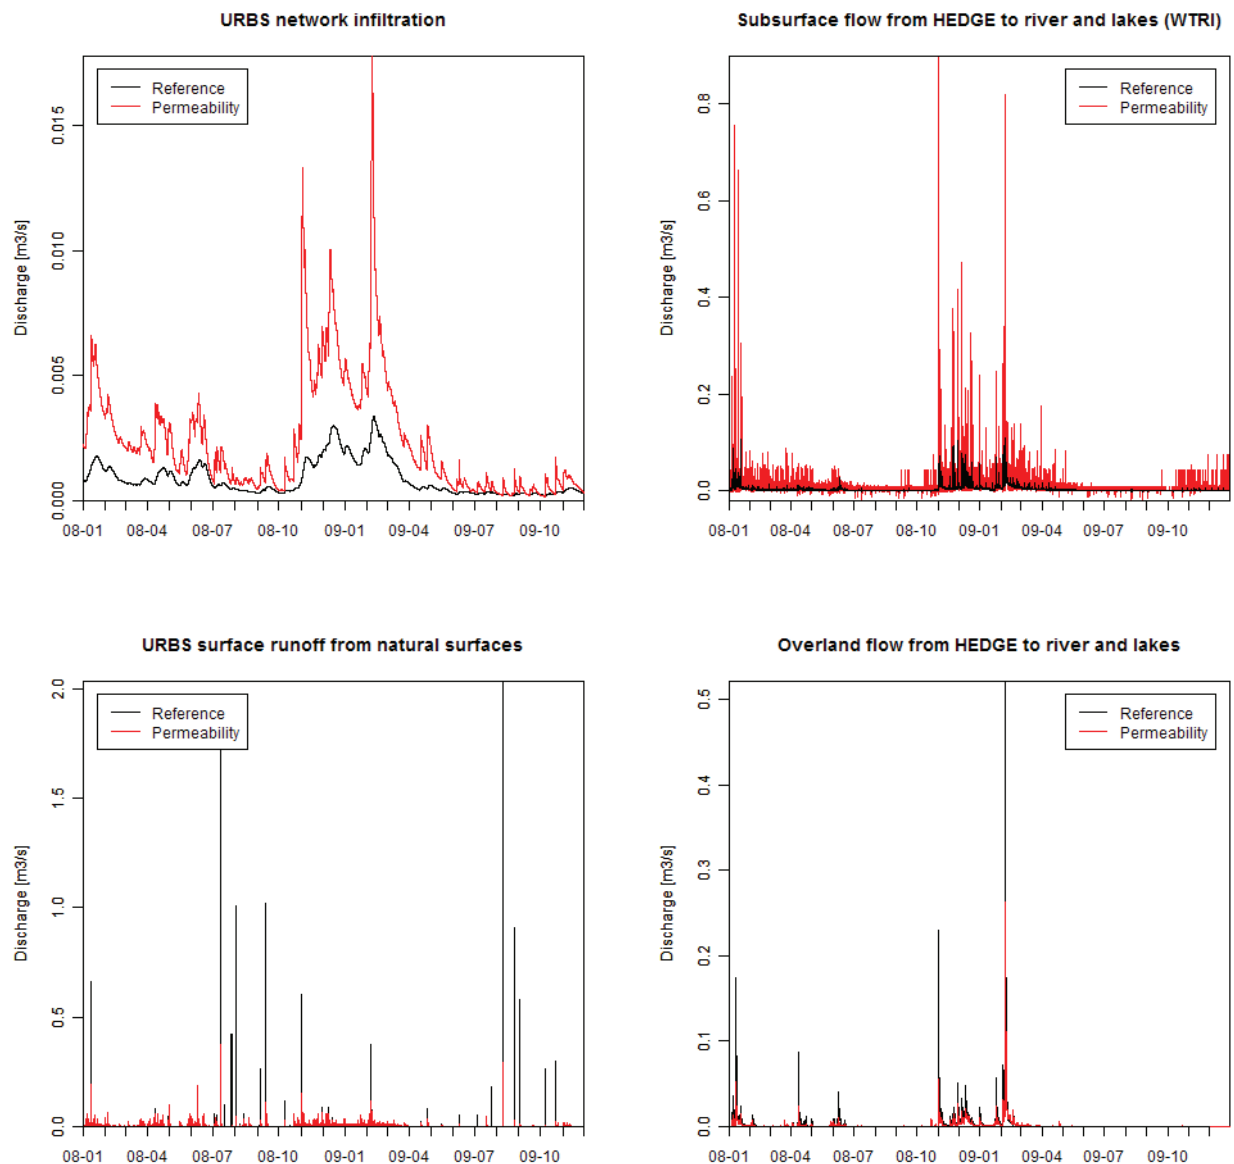 URBS network infiltration
Reference
Permeability
Discharge [m3/s]
0.015
0.010
0.005
0.000
08-01 08-04 08-07 08-10 09-01 09-04 09-07 09-10
Subsurface flow from HEDGE to river and lakes (WTRI)
Reference
Permeability
Discharge [m3/s]
0.8
0.6
0.4
0.2
0.0
08-01 08-04 08-07 08-10 09-01 09-04 09-07 09-10
URBS surface runoff from natural surfaces
Reference
Permeability
Discharge [m3/s]
2.0
1.5
1.0
0.5
0.0
08-01 08-04 08-07 08-10 09-01 09-04 09-07 09-10
Overland flow from HEDGE to river and lakes
Reference
Permeability
Discharge [m3/s]
0.5
0.4
0.3
0.2
0.1
0.0
08-01 08-04 08-07 08-10 09-01 09-04 09-07 09-10